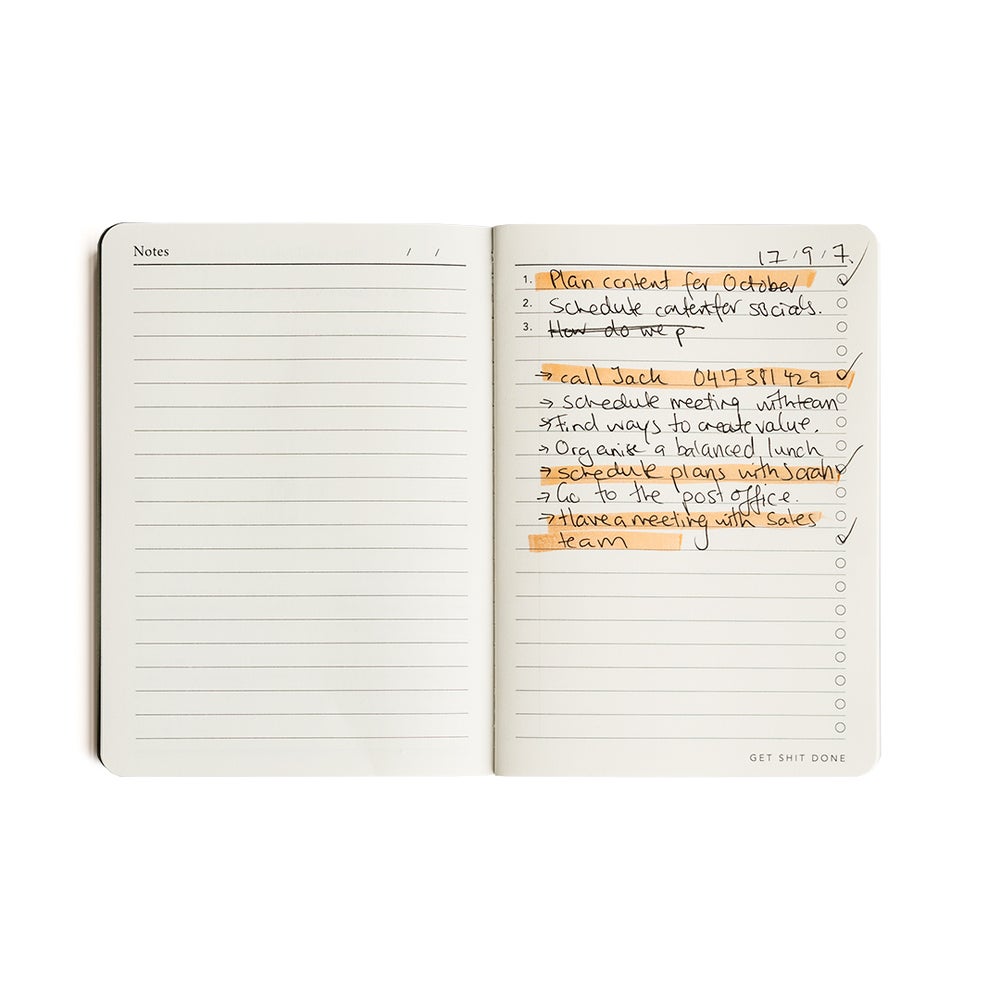 Notes / /
17/9/7.
1. Plan content for October
2. Schedule content for socials.
3. How do we p
→ call Jack 0417381429
→ schedule meeting with team
→ Find ways to create value.
→ Organise a balanced lunch
→ schedule plans with Sarah
→ Go to the post office.
→ Have a meeting with sales
team
GET SHIT DONE